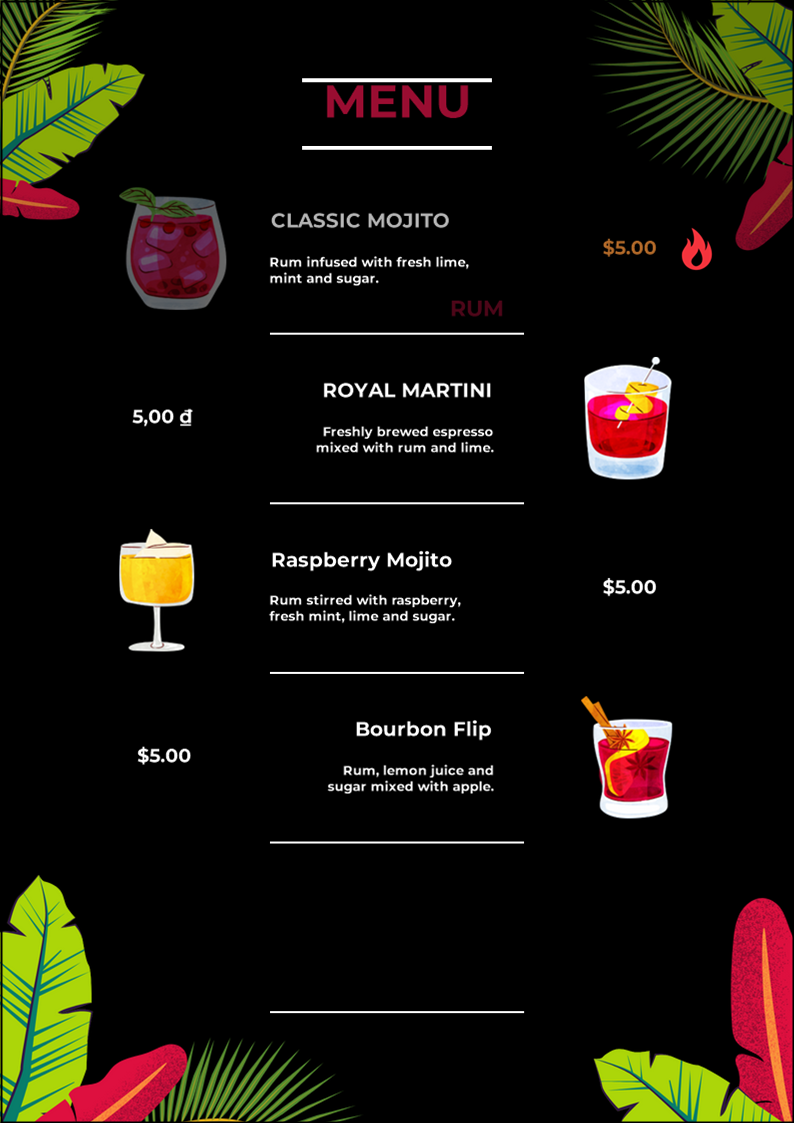 MENU
CLASSIC MOJITO
Rum infused with fresh lime,
mint and sugar.
$5.00
RUM
ROYAL MARTINI
5,00 ₫
Freshly brewed espresso
mixed with rum and lime.
Raspberry Mojito
$5.00
Rum stirred with raspberry,
fresh mint, lime and sugar.
Bourbon Flip
$5.00
Rum, lemon juice and
sugar mixed with apple.